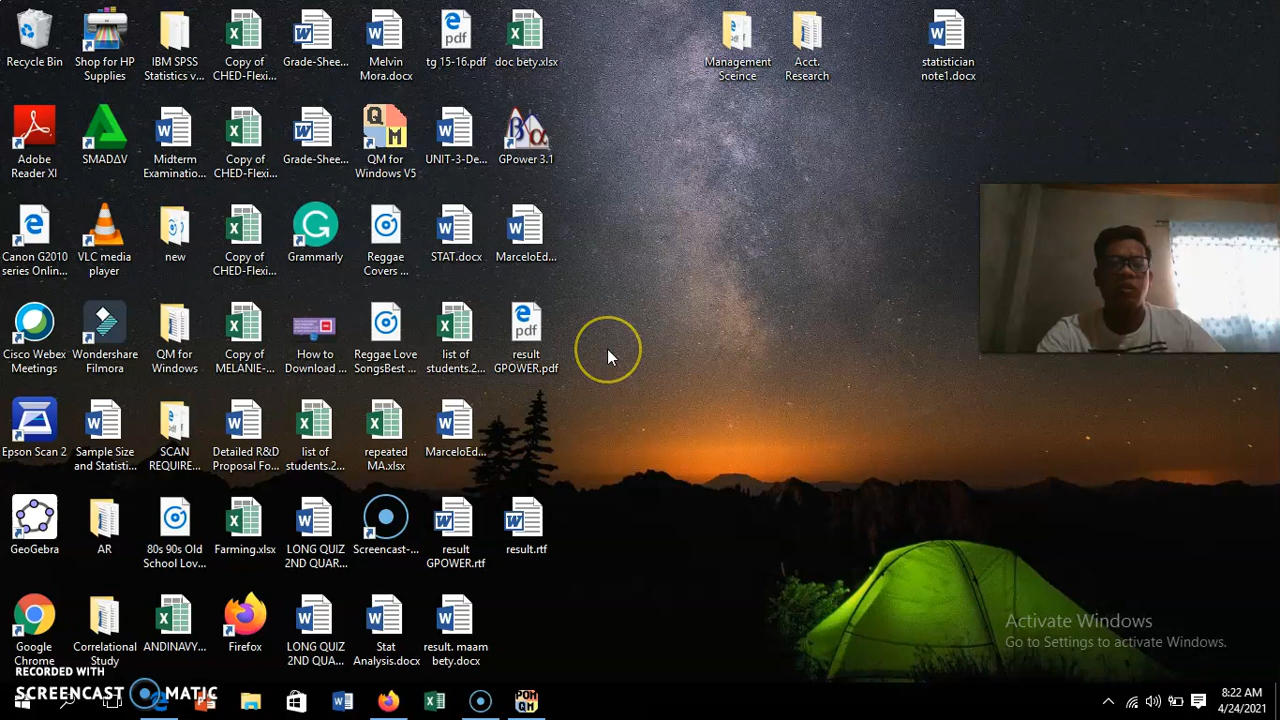 Recycle Bin
Shop for HP
Supplies
IBM SPSS
Statistics v...
Copy of
CHED-Flexi...
Grade-Shee...
Melvin
Mora.docx
pdf
tg 15-16.pdf
doc bety.xlsx
Management
Sceince
Acct.
Research
statistician
note1.docx
Adobe
Reader XI
SMADΔV
Midterm
Examinatio...
Copy of
CHED-Flexi...
Grade-Shee...
Q
M
QM for
Windows V5
UNIT-3-De...
GPower 3.1
Canon G2010
series Onlin...
VLC media
player
new
Copy of
CHED-Flexi...
Grammarly
Reggae
Covers ...
STAT.docx
MarceloEd...
Cisco Webex
Meetings
Wondershare
Filmora
QM for
Windows
Copy of
MELANIE-...
How to
Download ...
Reggae Love
SongsBest ...
list of
students.2...
pdf
result
GPOWER.pdf
Epson Scan 2
Sample Size
and Statisti...
SCAN
REQUIRE...
Detailed R&D
Proposal Fo...
list of
students.2...
repeated
MA.xlsx
MarceloEd...
GeoGebra
AR
80s 90s Old
School Lov...
Farming.xlsx
LONG QUIZ
2ND QUAR...
Screencast-...
result
GPOWER.rtf
result.rtf
Google
Chrome
Correlational
Study
ANDINAVY...
Firefox
LONG QUIZ
2ND QUA...
Stat
Analysis.docx
result. maam
bety.docx
Activate Windows
Go to Settings to activate Windows.
RECORDED WITH
SCREENCAST MATIC
POM
QM
8:22 AM
4/24/2021